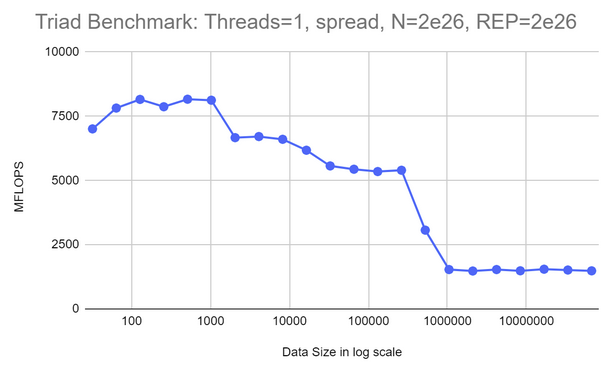 Triad Benchmark: Threads=1, spread, N=2e26, REP=2e26
10000
7500
5000
2500
0
MFLOPS
100 1000 10000 100000 1000000 10000000
Data Size in log scale